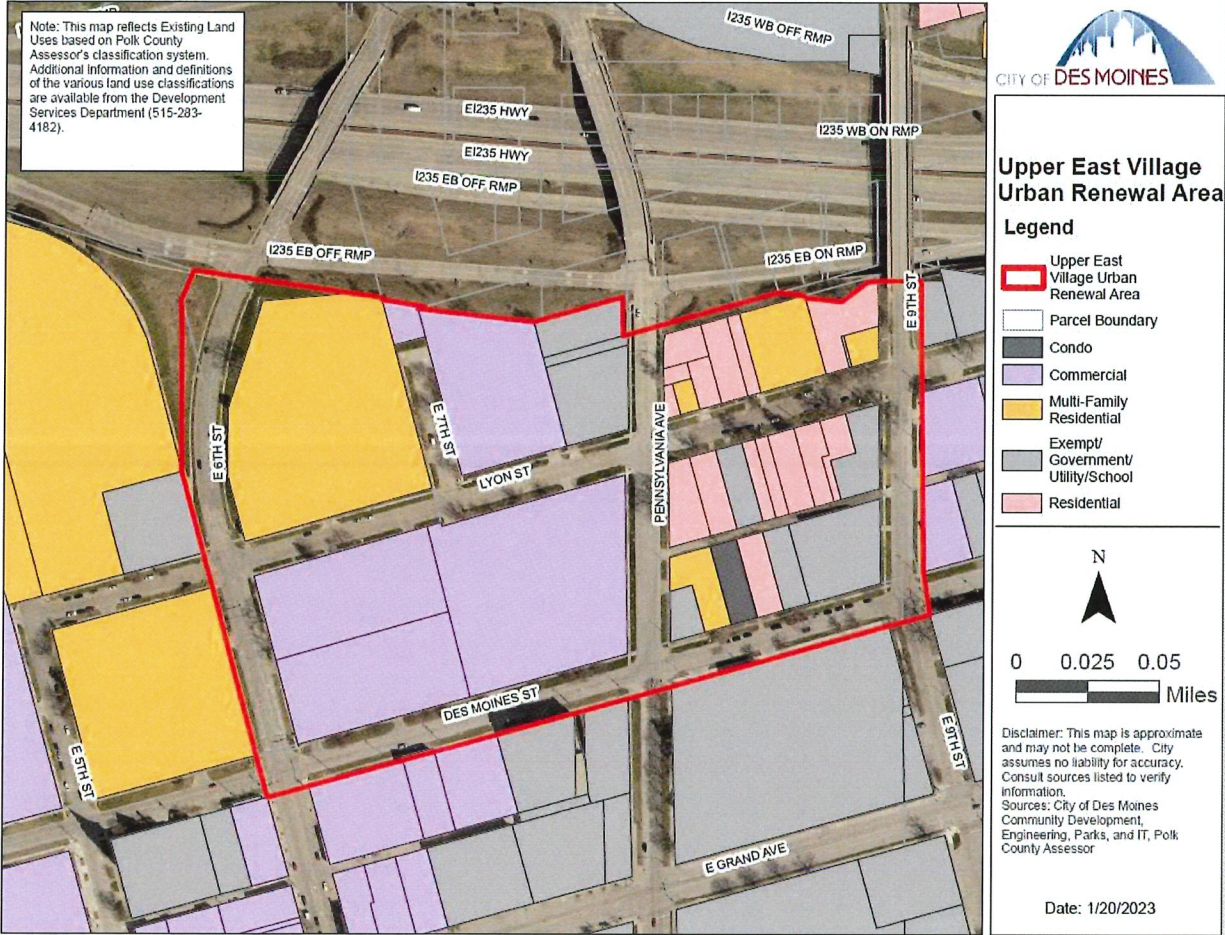 Note: This map reflects Existing Land
Uses based on Polk County
Assessor's classification system.
Additional Information and definitions
of the various land use classifications
are available from the Development
Services Department (515-283-
4182).
I235 WB OFF RMP
EI235 HWY
I235 WB ON RMP
EI235 HWY
I235 EB OFF RMP
I235 EB OFF RMP
I235 EB ON RMP
E 9TH ST
E 7TH ST
E 6TH ST
LYON ST
PENNSYLVANIA AVE
DES MOINES ST
E 5TH ST
E 9TH ST
E GRAND AVE
CITY OF DES MOINES
Upper East Village
Urban Renewal Area
Legend
Upper East
Village Urban
Renewal Area
Parcel Boundary
Condo
Commercial
Multi-Family
Residential
Exempt/
Government/
Utility/School
Residential
N
0 0.025 0.05
Miles
Disclaimer: This map is approximate
and may not be complete. City
assumes no liability for accuracy.
Consult sources listed to verify
information.
Sources: City of Des Moines
Community Development,
Engineering, Parks, and IT, Polk
County Assessor
Date: 1/20/2023